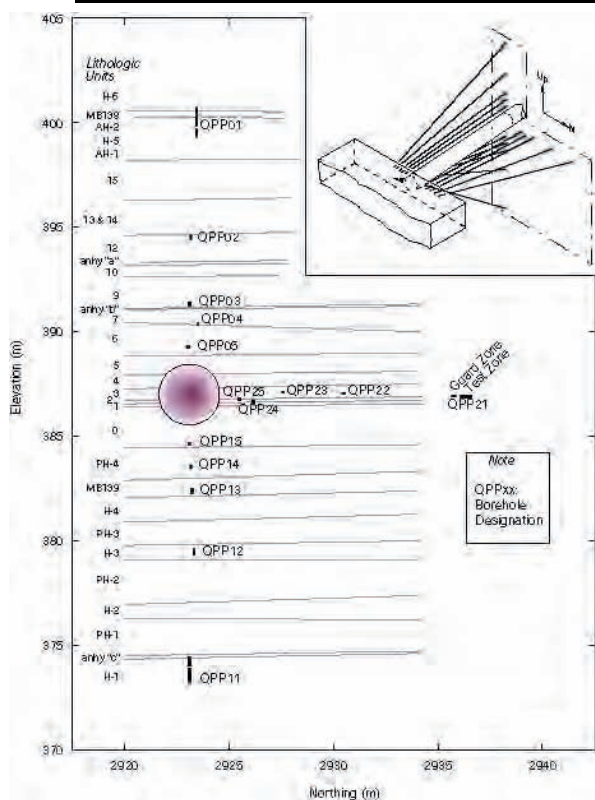 405
400
395
390
385
380
375
370
Elevation (m)
Lithologic
Units
H-6
MB138
AH-2
H-5
AH-1
15
13 & 14
12
anhy "a"
10
9
anhy "b"
7
6
5
4
3
2
1
0
PH-4
MB139
H-4
PH-3
H-3
PH-2
H-2
PH-1
anhy "c"
H-1
QPP01
QPP02
QPP03
QPP04
QPP05
QPP25
QPP23
QPP22
QPP24
Guard Zone
Test Zone
QPP21
QPP15
QPP14
QPP13
QPP12
QPP11
Up
N
Note
QPPxx:
Borehole
Designation
2920
2925
2930
2935
2940
Northing (m)